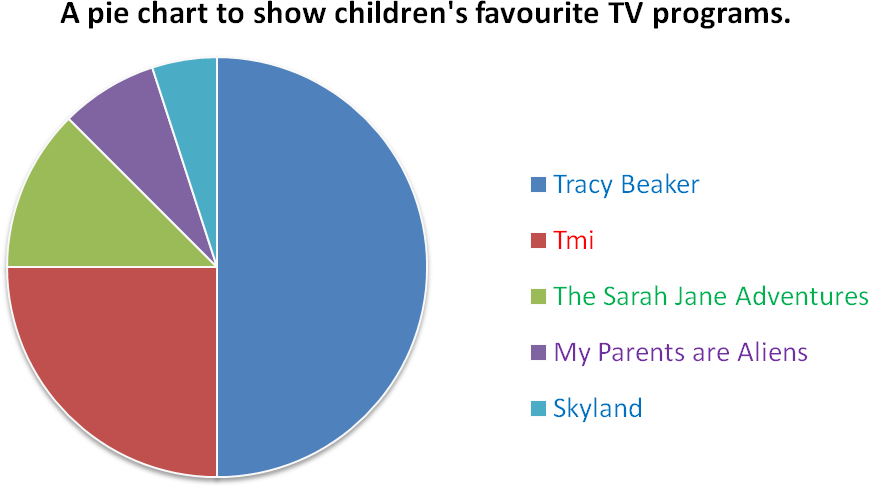 A pie chart to show children's favourite TV programs.
Tracy Beaker
Tmi
The Sarah Jane Adventures
My Parents are Aliens
Skyland